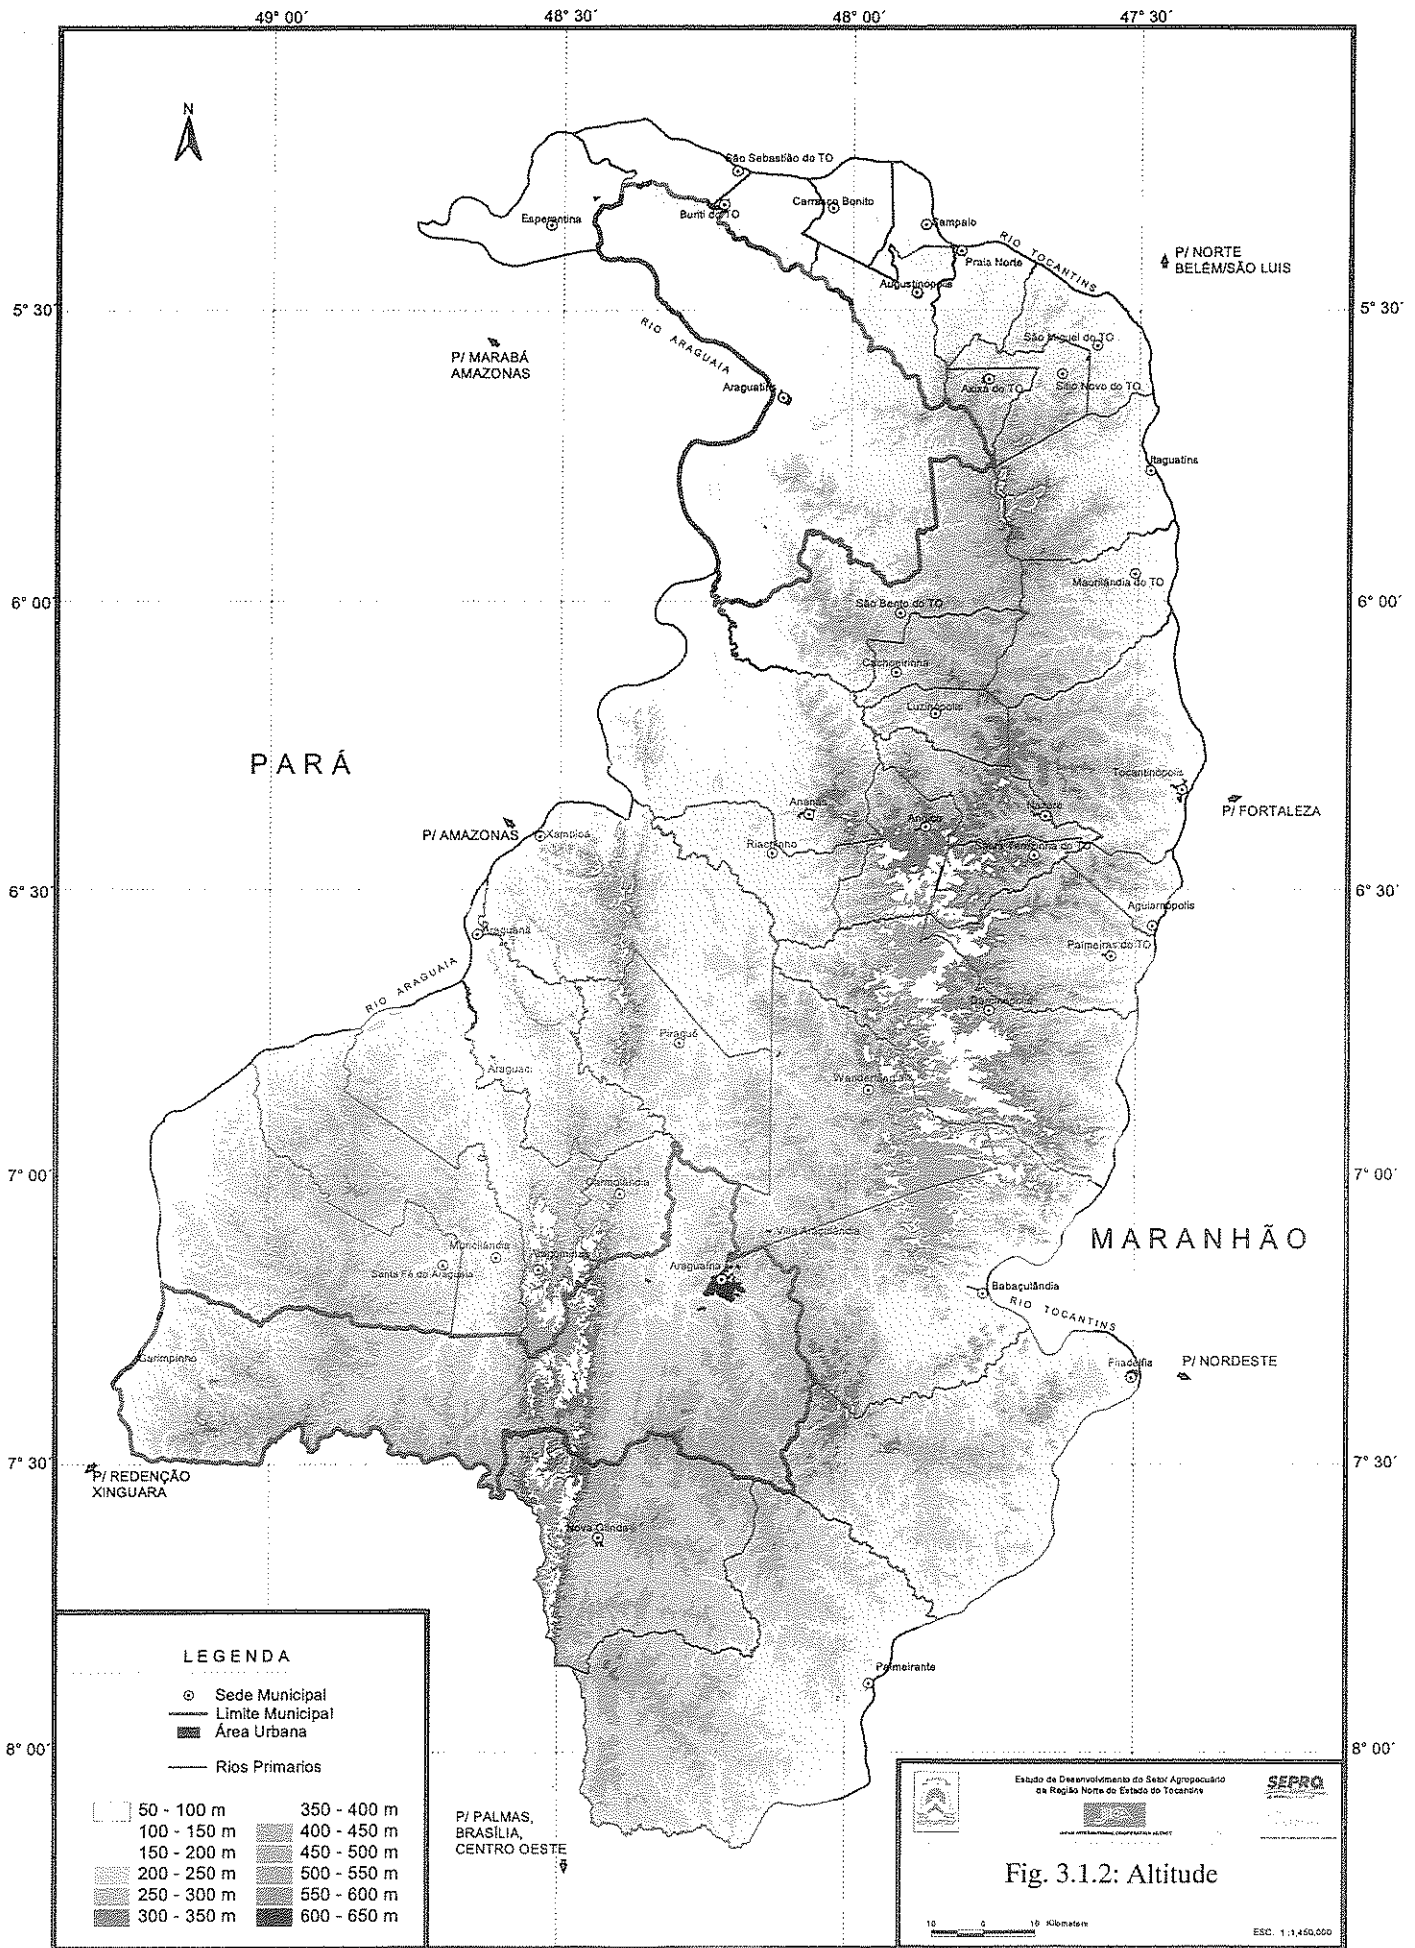 49° 00´
48° 30´
48° 00´
47° 30´
N
São Sebastião do TO
Esperantina
Buriti do TO
Carrasco Bonito
Sampaio
RIO TOCANTINS
Praia Norte
P/ NORTE
BELÉM/SÃO LUIS
Augustinópolis
5° 30´
5° 30´
RIO ARAGUAIA
P/ MARABÁ
AMAZONAS
São Miguel do TO
Araguatins
Axixá do TO
Sítio Novo do TO
Itaguatins
Maurilândia do TO
6° 00´
6° 00´
São Bento do TO
Cachoeirinha
Luzinópolis
PARÁ
Tocantinópolis
Ananás
Nazaré
P/ FORTALEZA
P/ AMAZONAS
Xambioá
Angico
Riachinho
Santa Terezinha do TO
6° 30´
6° 30´
Aguiarnópolis
Araguanã
Palmeiras do TO
RIO ARAGUAIA
Darcinópolis
Piraquê
Araguaci
Wanderlândia
7° 00´
7° 00´
Carmolândia
MARANHÃO
Muricilândia
Aragominas
Santa Fé do Araguaia
Araguaína
Babaçulândia
RIO TOCANTINS
Garimpinho
Filadélfia
P/ NORDESTE
7° 30´
7° 30´
P/ REDENÇÃO
XINGUARA
Nova Olinda
Palmeirante
8° 00´
8° 00´
LEGENDA
Sede Municipal
Limite Municipal
Área Urbana
Rios Primarios
50 - 100 m
350 - 400 m
100 - 150 m
400 - 450 m
150 - 200 m
450 - 500 m
200 - 250 m
500 - 550 m
250 - 300 m
550 - 600 m
300 - 350 m
600 - 650 m
P/ PALMAS,
BRASÍLIA,
CENTRO OESTE
Estudo de Desenvolvimento do Setor Agropecuário
da Região Norte do Estado do Tocantins
SEPRO
JAPAN INTERNATIONAL COOPERATION AGENCY
Fig. 3.1.2: Altitude
10 0 10 Kilometers
ESC. 1:1,450,000